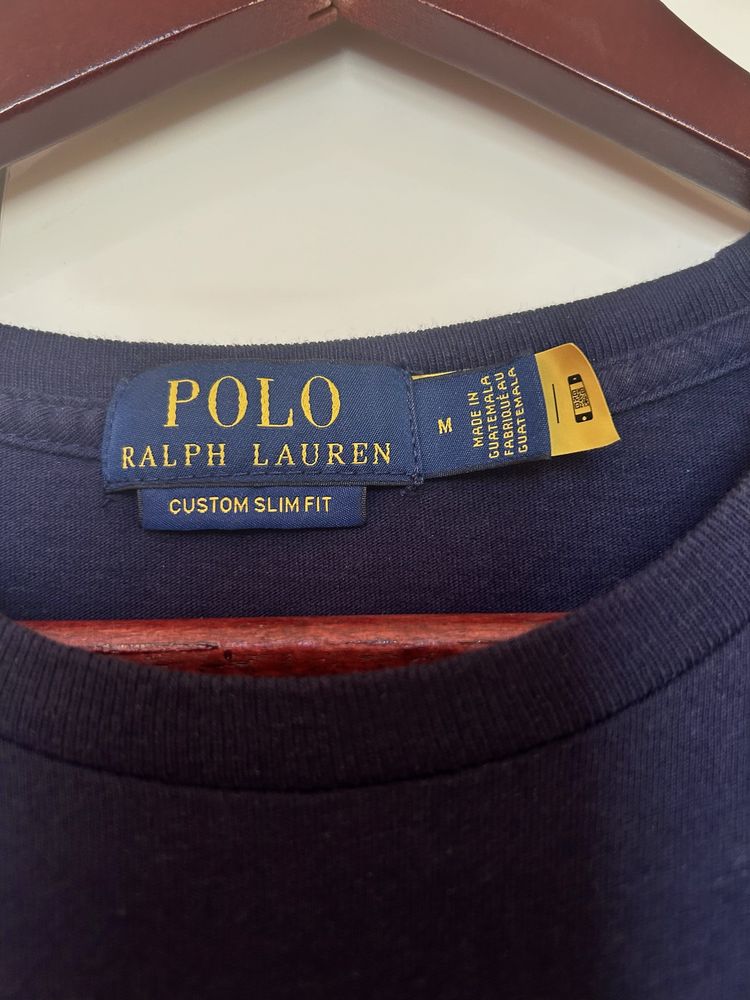 POLO
RALPH LAUREN
CUSTOM SLIM FIT
M
MADE IN
GUATEMALA
FABRIQUÉ AU
GUATEMALA